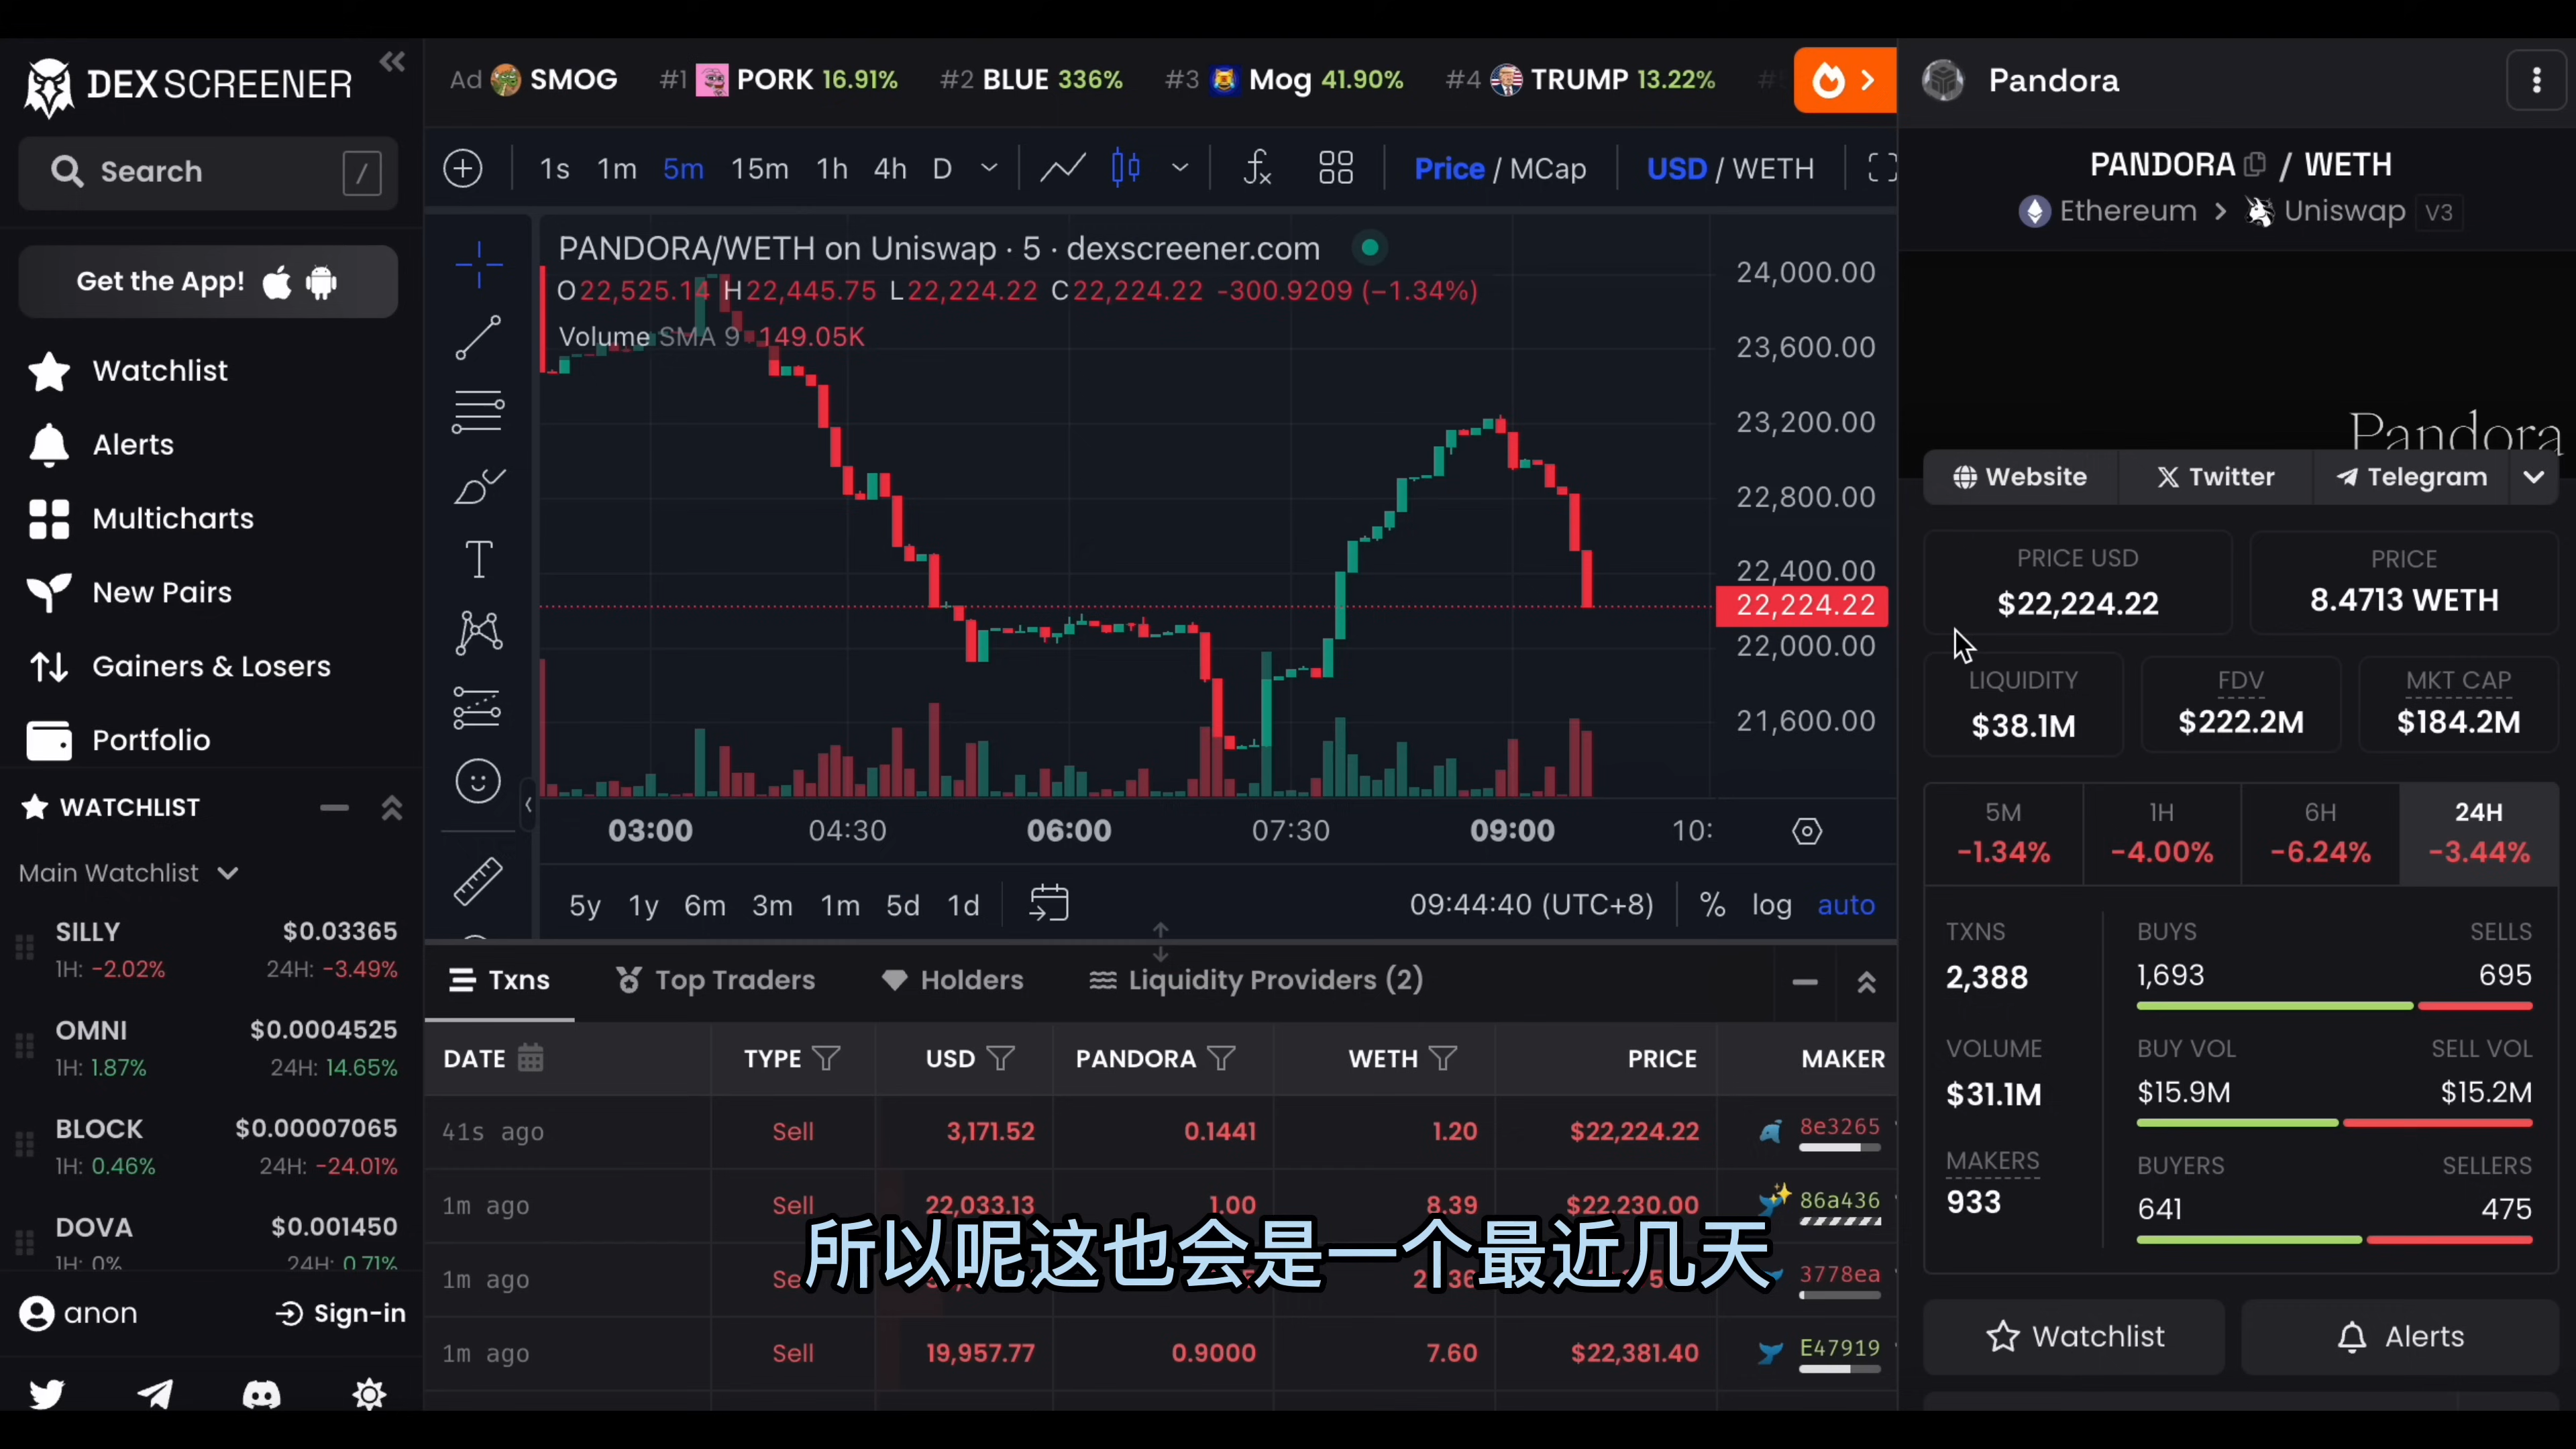 DEX SCREENER
Search /
Get the App!
Watchlist
Alerts
Multicharts
New Pairs
Gainers & Losers
Portfolio
WATCHLIST
Main Watchlist
SILLY $0.03365
1H: -2.02% 24H: -3.49%
OMNI $0.0004525
1H: 1.87% 24H: 14.65%
BLOCK $0.00007065
1H: 0.46% 24H: -24.01%
DOVA $0.001450
1H: 0% 24H: 0.71%
anon Sign-in
Ad SMOG #1 PORK 16.91% #2 BLUE 336% #3 Mog 41.90% #4 TRUMP 13.22%
1s 1m 5m 15m 1h 4h D Price / MCap USD / WETH
PANDORA/WETH on Uniswap · 5 · dexscreener.com
O22,525.14 H22,445.75 L22,224.22 C22,224.22 -300.9209 (−1.34%)
Volume SMA 9 149.05K
24,000.00
23,600.00
23,200.00
22,800.00
22,400.00
22,224.22
22,000.00
21,600.00
03:00 04:30 06:00 07:30 09:00 10:
5y 1y 6m 3m 1m 5d 1d 09:44:40 (UTC+8) % log auto
Txns Top Traders Holders Liquidity Providers (2)
DATE TYPE USD PANDORA WETH PRICE MAKER
41s ago Sell 3,171.52 0.1441 1.20 $22,224.22 8e3265
1m ago Sell 22,033.13 1.00 8.39 $22,230.00 86a436
1m ago 3778ea
所以呢这也会是一个最近几天
1m ago Sell 19,957.77 0.9000 7.60 $22,381.40 E47919
Pandora
PANDORA / WETH
Ethereum > Uniswap V3
Pandora
Website Twitter Telegram
PRICE USD
$22,224.22
PRICE
8.4713 WETH
LIQUIDITY
$38.1M
FDV
$222.2M
MKT CAP
$184.2M
5M 1H 6H 24H
-1.34% -4.00% -6.24% -3.44%
TXNS
2,388
BUYS SELLS
1,693 695
VOLUME
$31.1M
BUY VOL SELL VOL
$15.9M $15.2M
MAKERS
933
BUYERS SELLERS
641 475
Watchlist Alerts